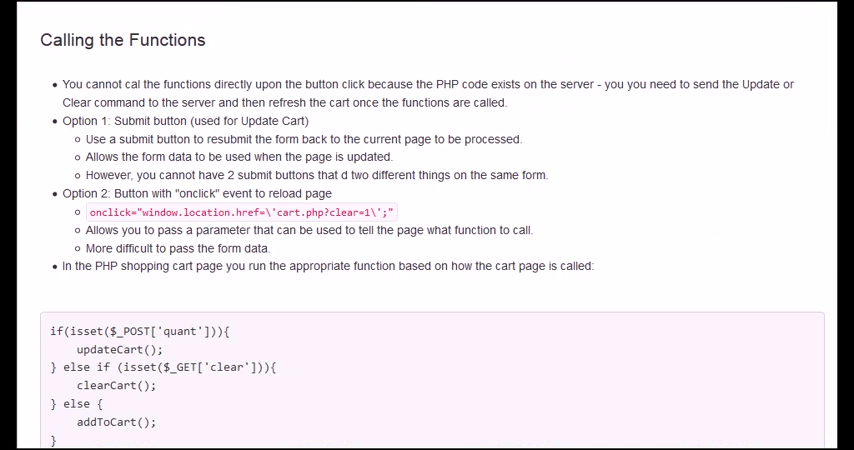 Calling the Functions
You cannot cal the functions directly upon the button click because the PHP code exists on the server - you you need to send the Update or
Clear command to the server and then refresh the cart once the functions are called.
Option 1: Submit button (used for Update Cart)
Use a submit button to resubmit the form back to the current page to be processed.
Allows the form data to be used when the page is updated.
However, you cannot have 2 submit buttons that d two different things on the same form.
Option 2: Button with "onclick" event to reload page
onclick="window.location.href=\'cart.php?clear=1\';"
Allows you to pass a parameter that can be used to tell the page what function to call.
More difficult to pass the form data.
In the PHP shopping cart page you run the appropriate function based on how the cart page is called:
if(isset($_POST['quant'])){
    updateCart();
} else if (isset($_GET['clear'])){
    clearCart();
} else {
    addToCart();
}